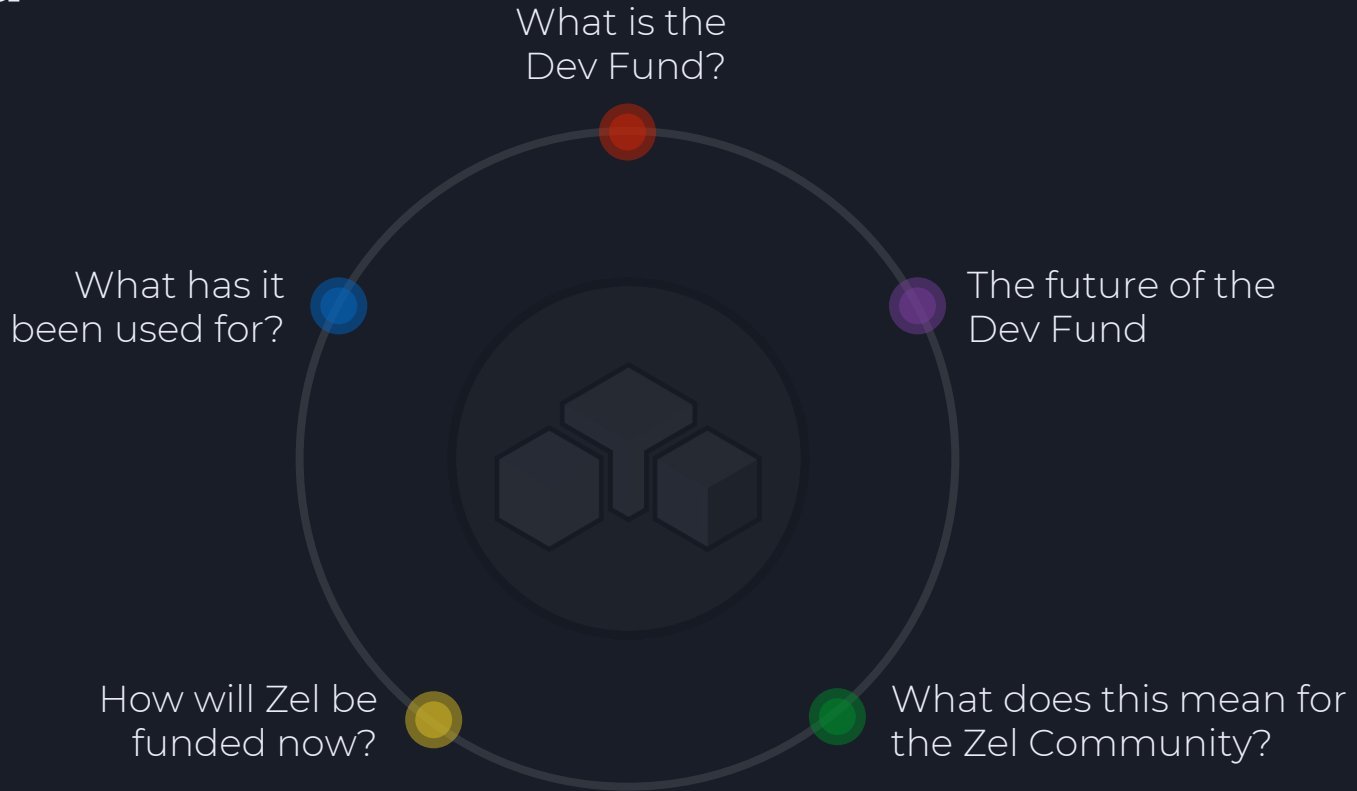 What is the
Dev Fund?
What has it
been used for?
The future of the
Dev Fund
How will Zel be
funded now?
What does this mean for
the Zel Community?